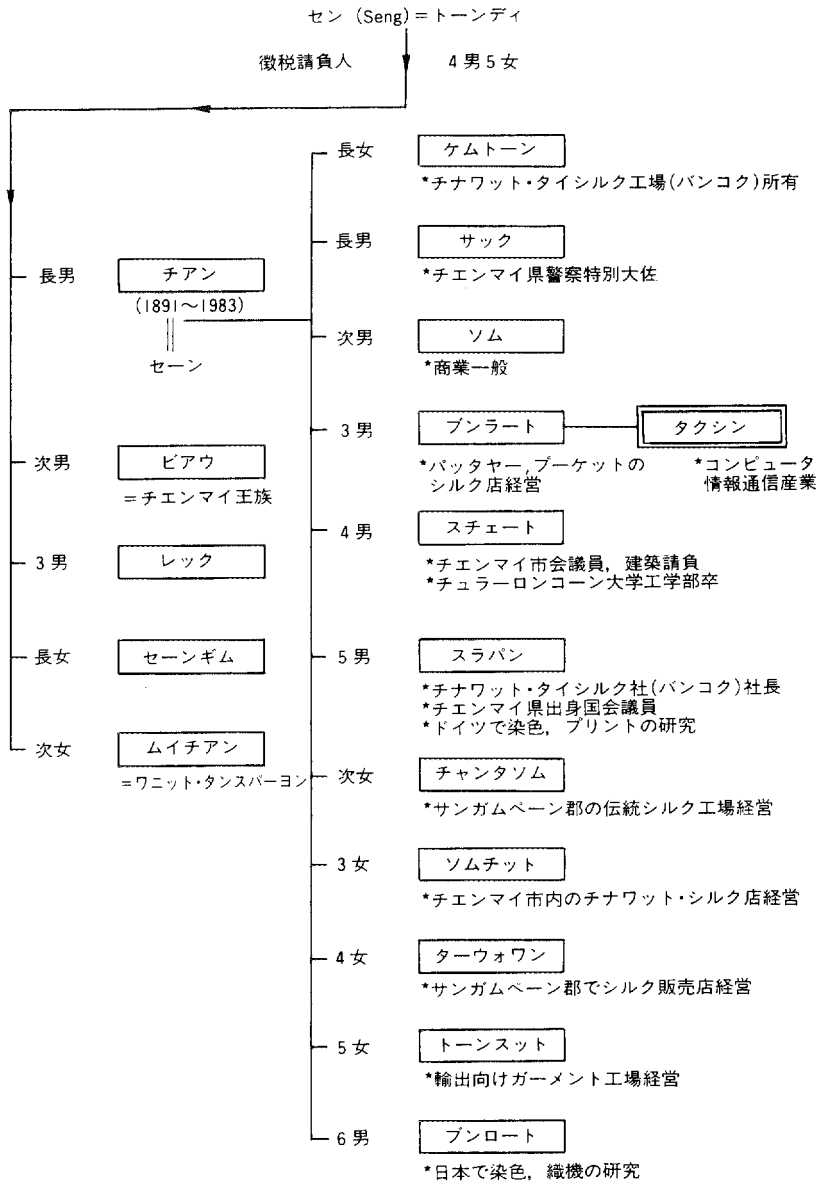 セン (Seng)=トーンディ
徴税請負人 4男5女
長男 チアン
(1891~1983)
セーン
次男 ビアウ
=チエンマイ王族
3男 レック
長女 セーンギム
次女 ムイチアン
=ワニット・タンスバーヨン
長女 ケムトーン
*チナワット・タイシルク工場(バンコク)所有
長男 サック
*チエンマイ県警察特別大佐
次男 ソム
*商業一般
3男 ブンラート タクシン
*パッタヤー,プーケットの
シルク店経営
*コンピュータ
情報通信産業
4男 スチェート
*チエンマイ市会議員,建築請負
*チュラーロンコーン大学工学部卒
5男 スラパン
*チナワット・タイシルク社(バンコク)社長
*チエンマイ県出身国会議員
*ドイツで染色,プリントの研究
次女 チャンタソム
*サンガムペーン郡の伝統シルク工場経営
3女 ソムチット
*チエンマイ市内のチナワット・シルク店経営
4女 ターウォワン
*サンガムペーン郡でシルク販売店経営
5女 トーンスット
*輸出向けガーメント工場経営
6男 ブンロート
*日本で染色,織機の研究